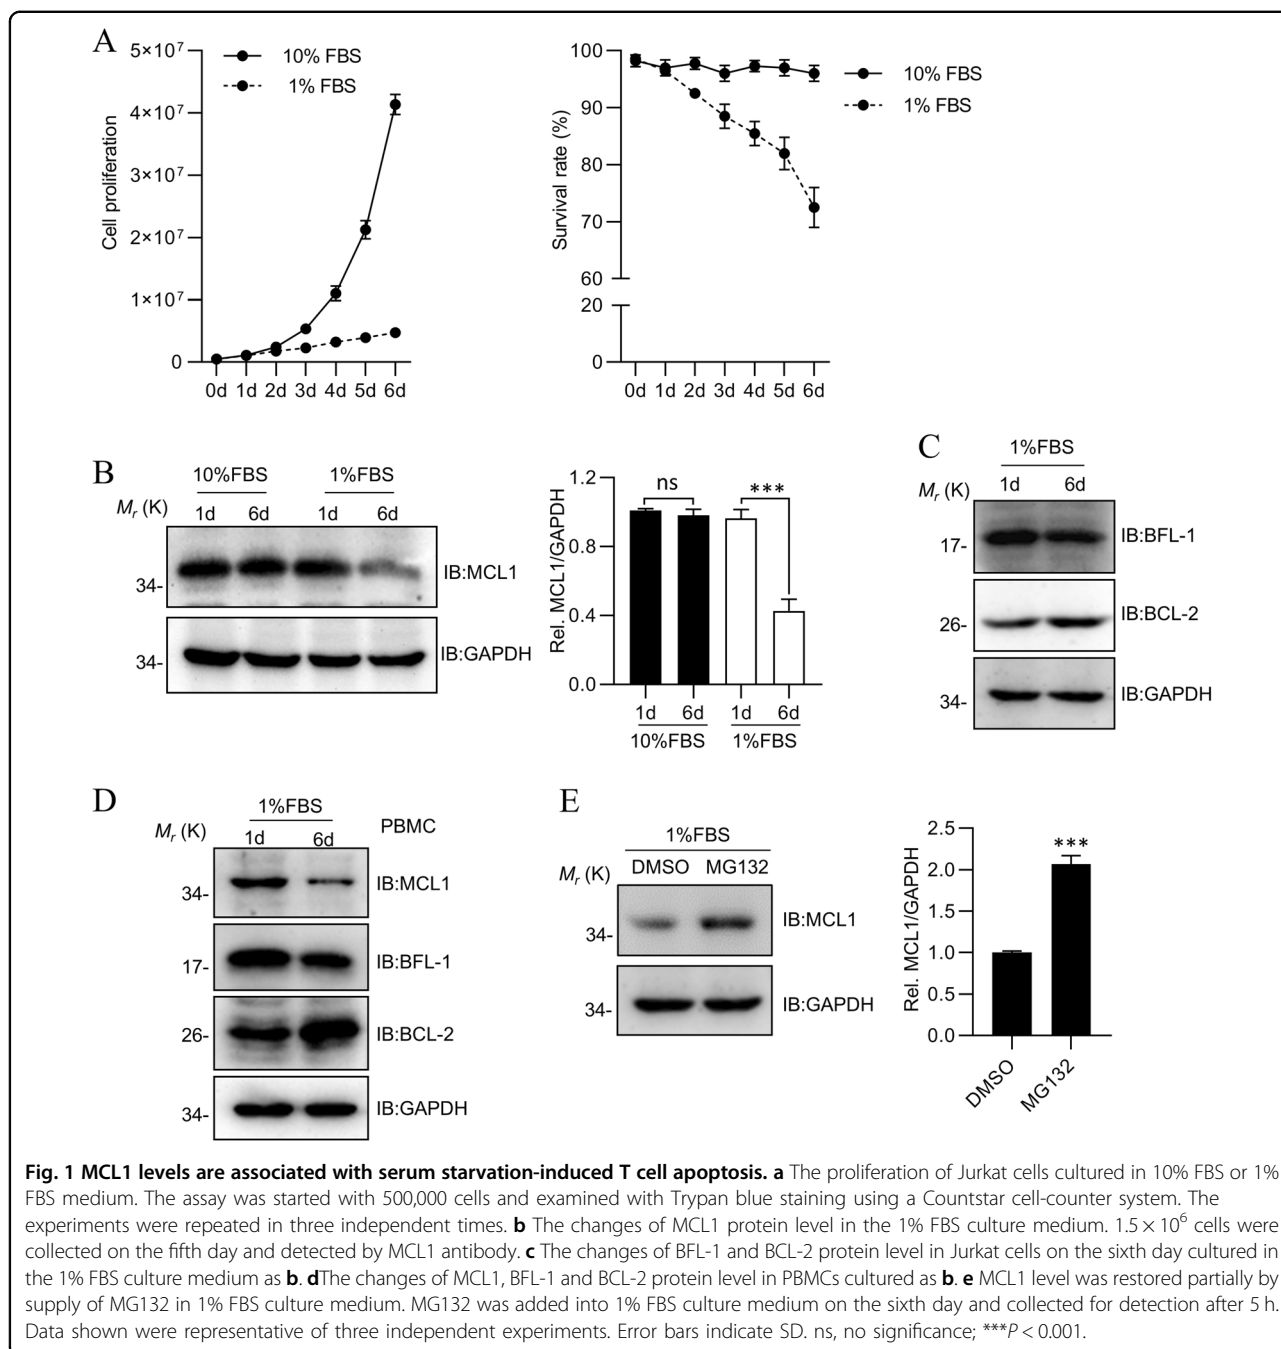 A
5×10⁷
4×10⁷
3×10⁷
2×10⁷
1×10⁷
0
Cell proliferation
10% FBS
1% FBS
0d 1d 2d 3d 4d 5d 6d
100
90
80
70
60
20
0
Survival rate (%)
10% FBS
1% FBS
0d 1d 2d 3d 4d 5d 6d
B
10%FBS 1%FBS
Mr (K)
1d 6d 1d 6d
34-
IB:MCL1
34-
IB:GAPDH
1.2
0.8
0.4
0.0
Rel. MCL1/GAPDH
ns
***
1d 6d 1d 6d
10%FBS 1%FBS
C
1%FBS
Mr (K)
1d 6d
17-
IB:BFL-1
26-
IB:BCL-2
34-
IB:GAPDH
D
1%FBS
Mr (K)
1d 6d
PBMC
34-
IB:MCL1
17-
IB:BFL-1
26-
IB:BCL-2
34-
IB:GAPDH
E
1%FBS
DMSO MG132
Mr (K)
34-
IB:MCL1
34-
IB:GAPDH
2.5
2.0
1.5
1.0
0.5
0.0
Rel. MCL1/GAPDH
***
DMSO
MG132
Fig. 1 MCL1 levels are associated with serum starvation-induced T cell apoptosis. a The proliferation of Jurkat cells cultured in 10% FBS or 1%
FBS medium. The assay was started with 500,000 cells and examined with Trypan blue staining using a Countstar cell-counter system. The
experiments were repeated in three independent times. b The changes of MCL1 protein level in the 1% FBS culture medium. 1.5 × 10⁶ cells were
collected on the fifth day and detected by MCL1 antibody. c The changes of BFL-1 and BCL-2 protein level in Jurkat cells on the sixth day cultured in
the 1% FBS culture medium as b. dThe changes of MCL1, BFL-1 and BCL-2 protein level in PBMCs cultured as b. e MCL1 level was restored partially by
supply of MG132 in 1% FBS culture medium. MG132 was added into 1% FBS culture medium on the sixth day and collected for detection after 5 h.
Data shown were representative of three independent experiments. Error bars indicate SD. ns, no significance; ***P < 0.001.